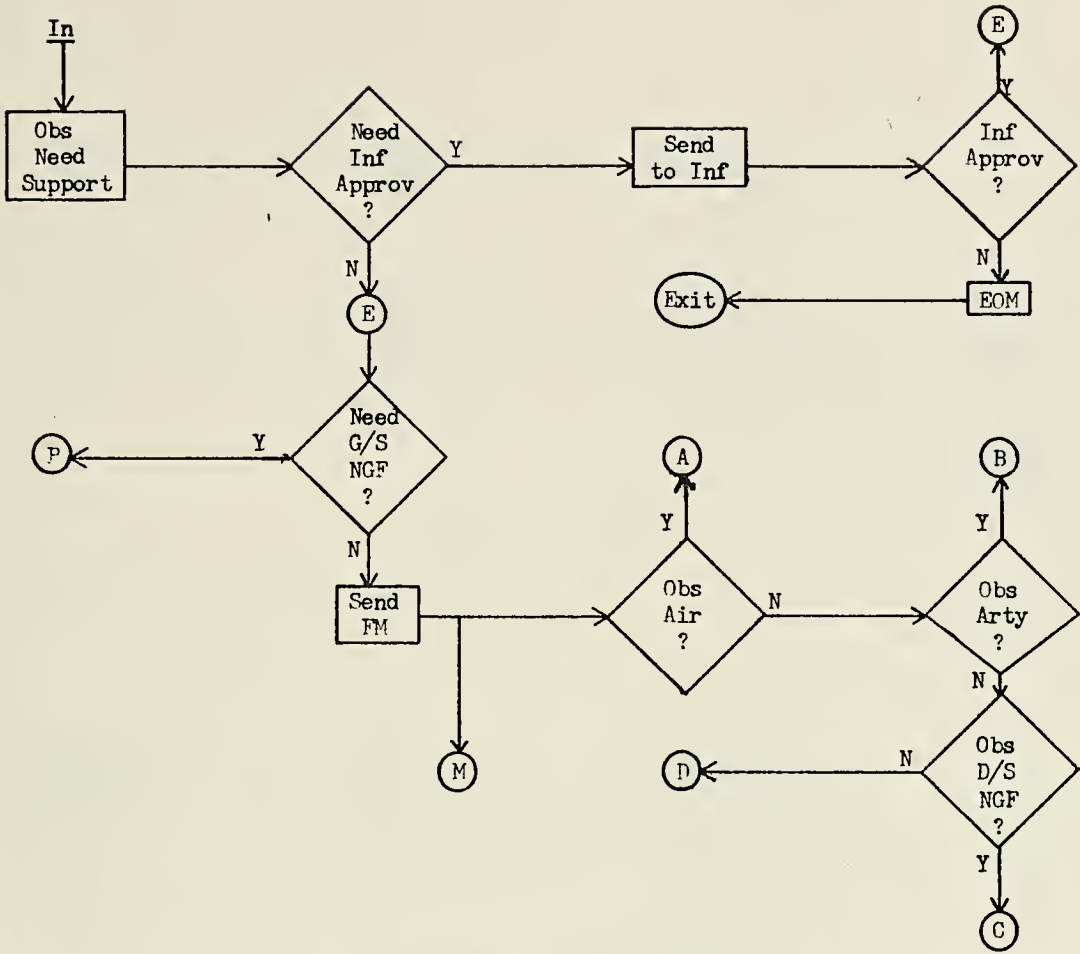 In
Obs
Need
Support
Need
Inf
Approv
?
Y
Send
to Inf
E
Y
Inf
Approv
?
N
EOM
Exit
N
E
Need
G/S
NGF
?
Y
P
N
Send
FM
M
Obs
Air
?
Y
A
N
Obs
Arty
?
Y
B
N
Obs
D/S
NGF
?
N
D
Y
C